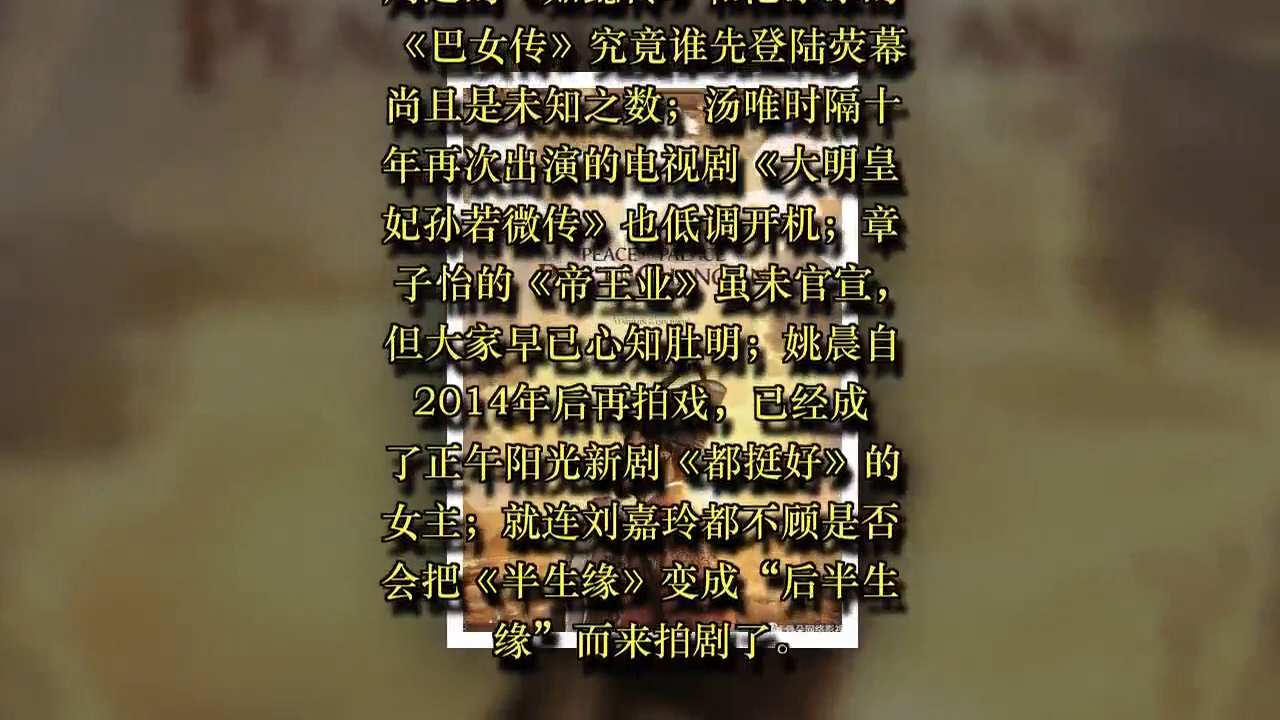 《巴女传》究竟谁先登陆荧幕
尚且是未知之数；汤唯时隔十
年再次出演的电视剧《大明皇
妃孙若微传》也低调开机；章
子怡的《帝王业》虽未官宣，
但大家早已心知肚明；姚晨自
2014年后再拍戏，已经成
了正午阳光新剧《都挺好》的
女主；就连刘嘉玲都不顾是否
会把《半生缘》变成“后半生
缘”而来拍剧了。
PEACE PALACE